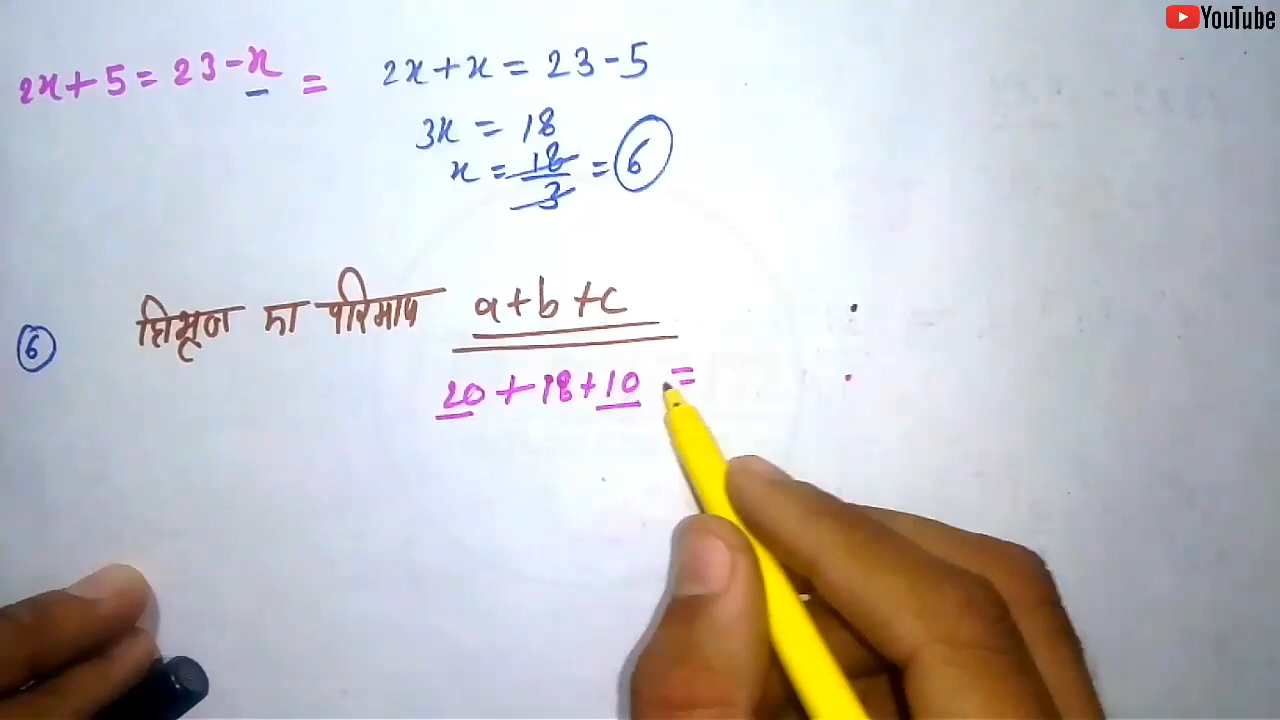 YouTube
2x+5=23-x = 2x+x=23-5
3x = 18
x = 18/3 = 6
6 त्रिभुज का परिमाप a+b+c
20+18+10 =